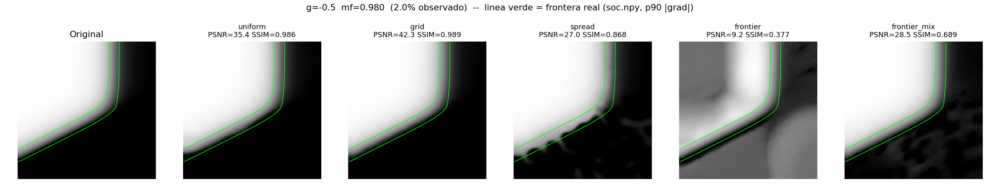 g=-0.5  mf=0.980  (2.0% observado)  --  linea verde = frontera real (soc.npy, p90 |grad|)
Original
uniform
PSNR=35.4 SSIM=0.986
grid
PSNR=42.3 SSIM=0.989
spread
PSNR=27.0 SSIM=0.868
frontier
PSNR=9.2 SSIM=0.377
frontier_mix
PSNR=28.5 SSIM=0.689